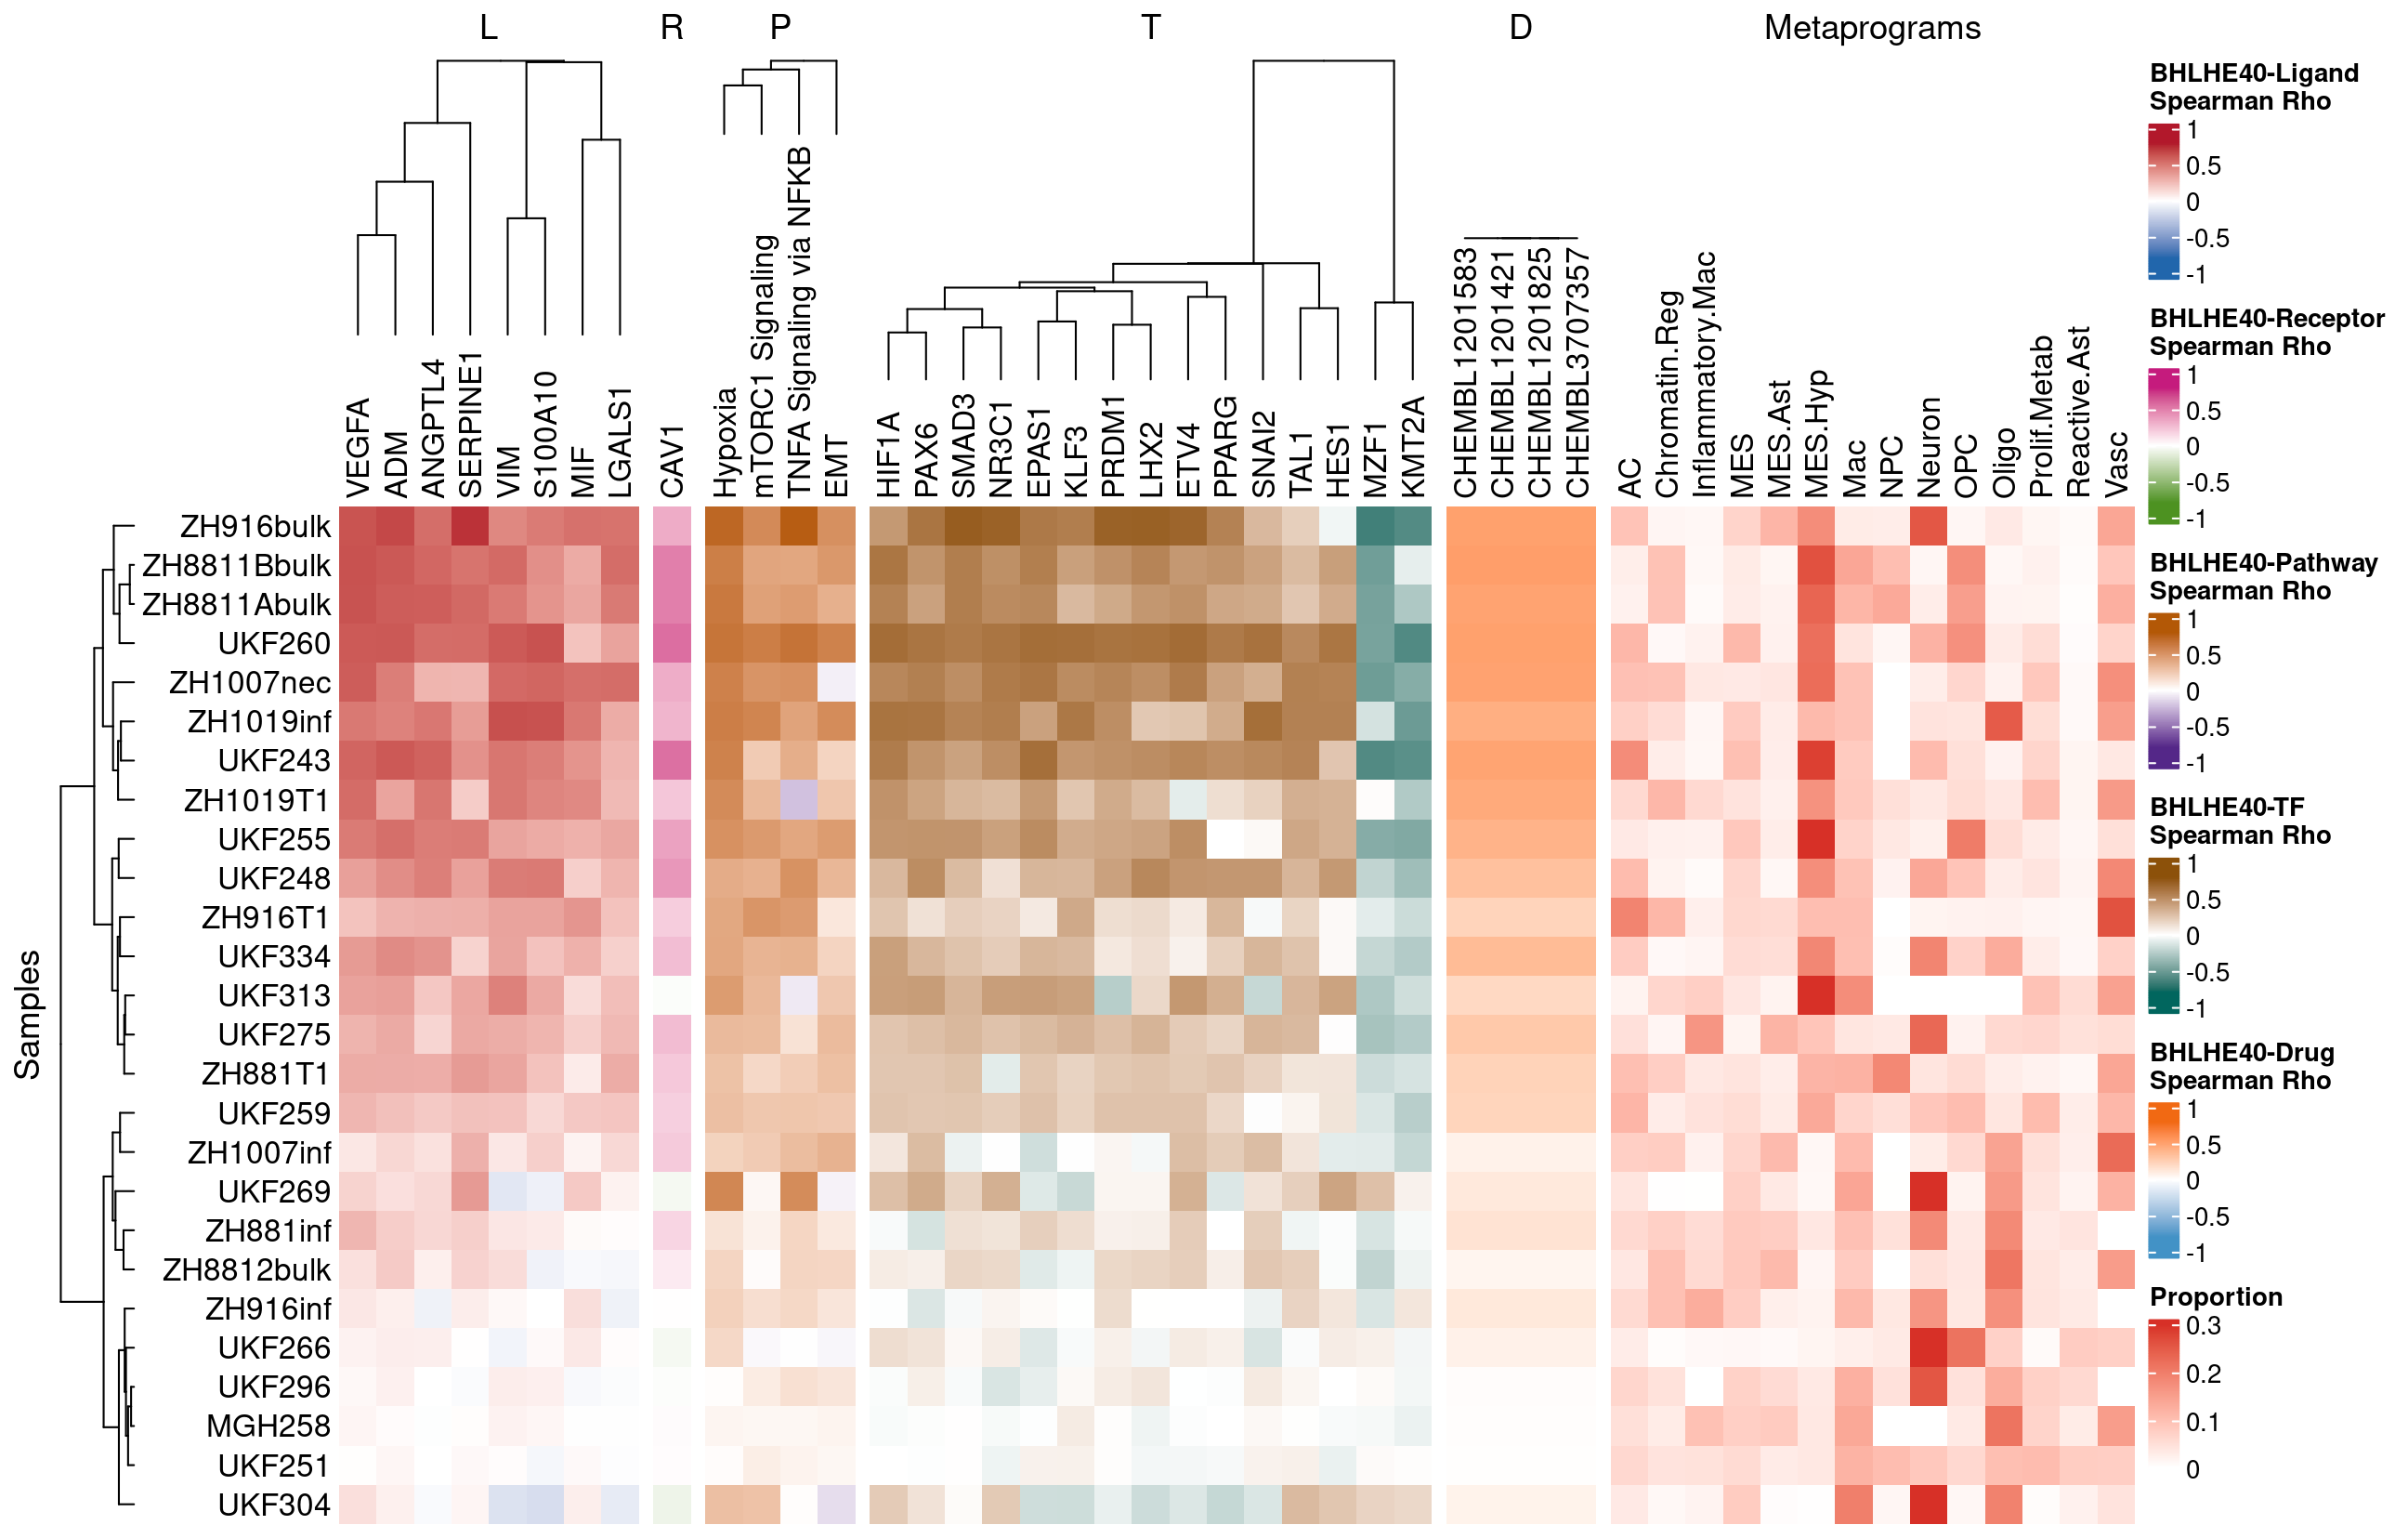 L R P T D Metaprograms
VEGFA
ADM
ANGPTL4
SERPINE1
VIM
S100A10
MIF
LGALS1
CAV1
Hypoxia
mTORC1 Signaling
TNFA Signaling via NFKB
EMT
HIF1A
PAX6
SMAD3
NR3C1
EPAS1
KLF3
PRDM1
LHX2
ETV4
PPARG
SNAI2
TAL1
HES1
MZF1
KMT2A
CHEMBL1201583
CHEMBL1201421
CHEMBL1201825
CHEMBL3707357
AC
Chromatin.Reg
Inflammatory.Mac
MES
MES.Ast
MES.Hyp
Mac
NPC
Neuron
OPC
Oligo
Prolif.Metab
Reactive.Ast
Vasc
Samples
ZH916bulk
ZH8811Bbulk
ZH8811Abulk
UKF260
ZH1007nec
ZH1019inf
UKF243
ZH1019T1
UKF255
UKF248
ZH916T1
UKF334
UKF313
UKF275
ZH881T1
UKF259
ZH1007inf
UKF269
ZH881inf
ZH8812bulk
ZH916inf
UKF266
UKF296
MGH258
UKF251
UKF304
BHLHE40-Ligand
Spearman Rho
1
0.5
0
-0.5
-1
BHLHE40-Receptor
Spearman Rho
1
0.5
0
-0.5
-1
BHLHE40-Pathway
Spearman Rho
1
0.5
0
-0.5
-1
BHLHE40-TF
Spearman Rho
1
0.5
0
-0.5
-1
BHLHE40-Drug
Spearman Rho
1
0.5
0
-0.5
-1
Proportion
0.3
0.2
0.1
0